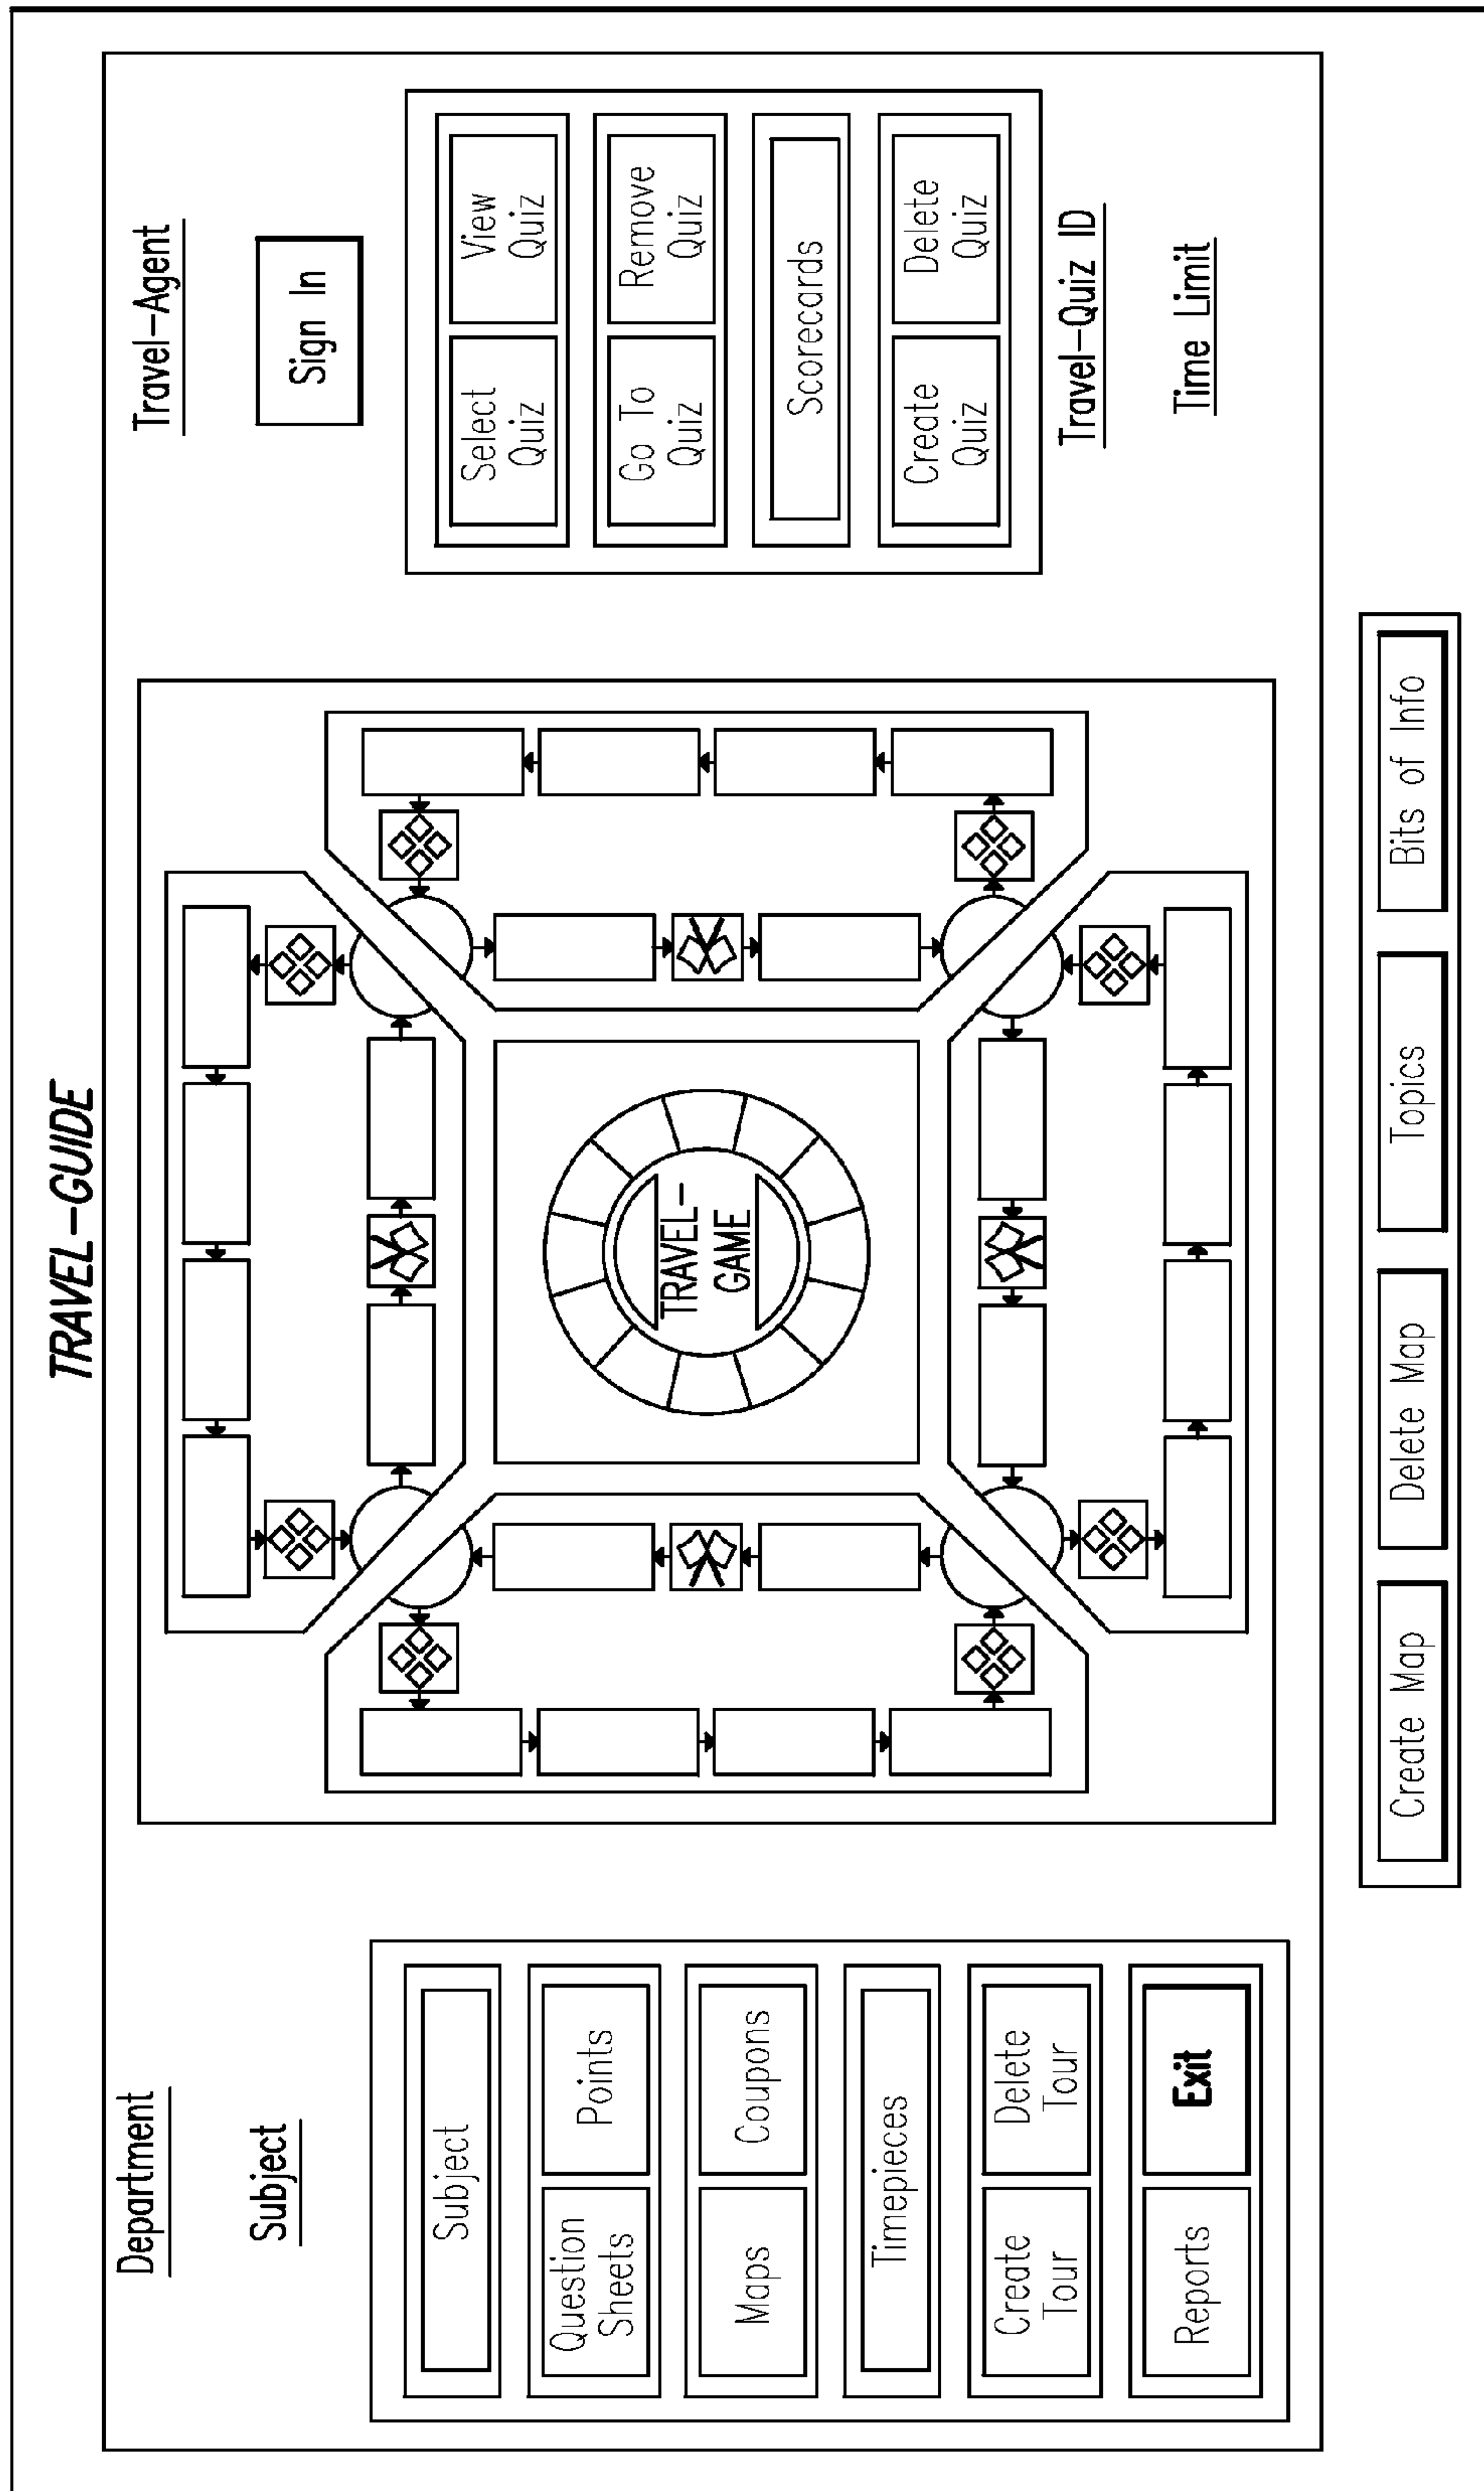 TRAVEL-GUIDE
Department
Subject
Subject
Question
Sheets
Points
Maps
Coupons
Timepieces
Create
Tour
Delete
Tour
Reports
Exit
TRAVEL-
GAME
Travel-Agent
Sign In
Select
Quiz
View
Quiz
Go To
Quiz
Remove
Quiz
Scorecards
Create
Quiz
Delete
Quiz
Travel-Quiz ID
Time Limit
Create Map
Delete Map
Topics
Bits of Info